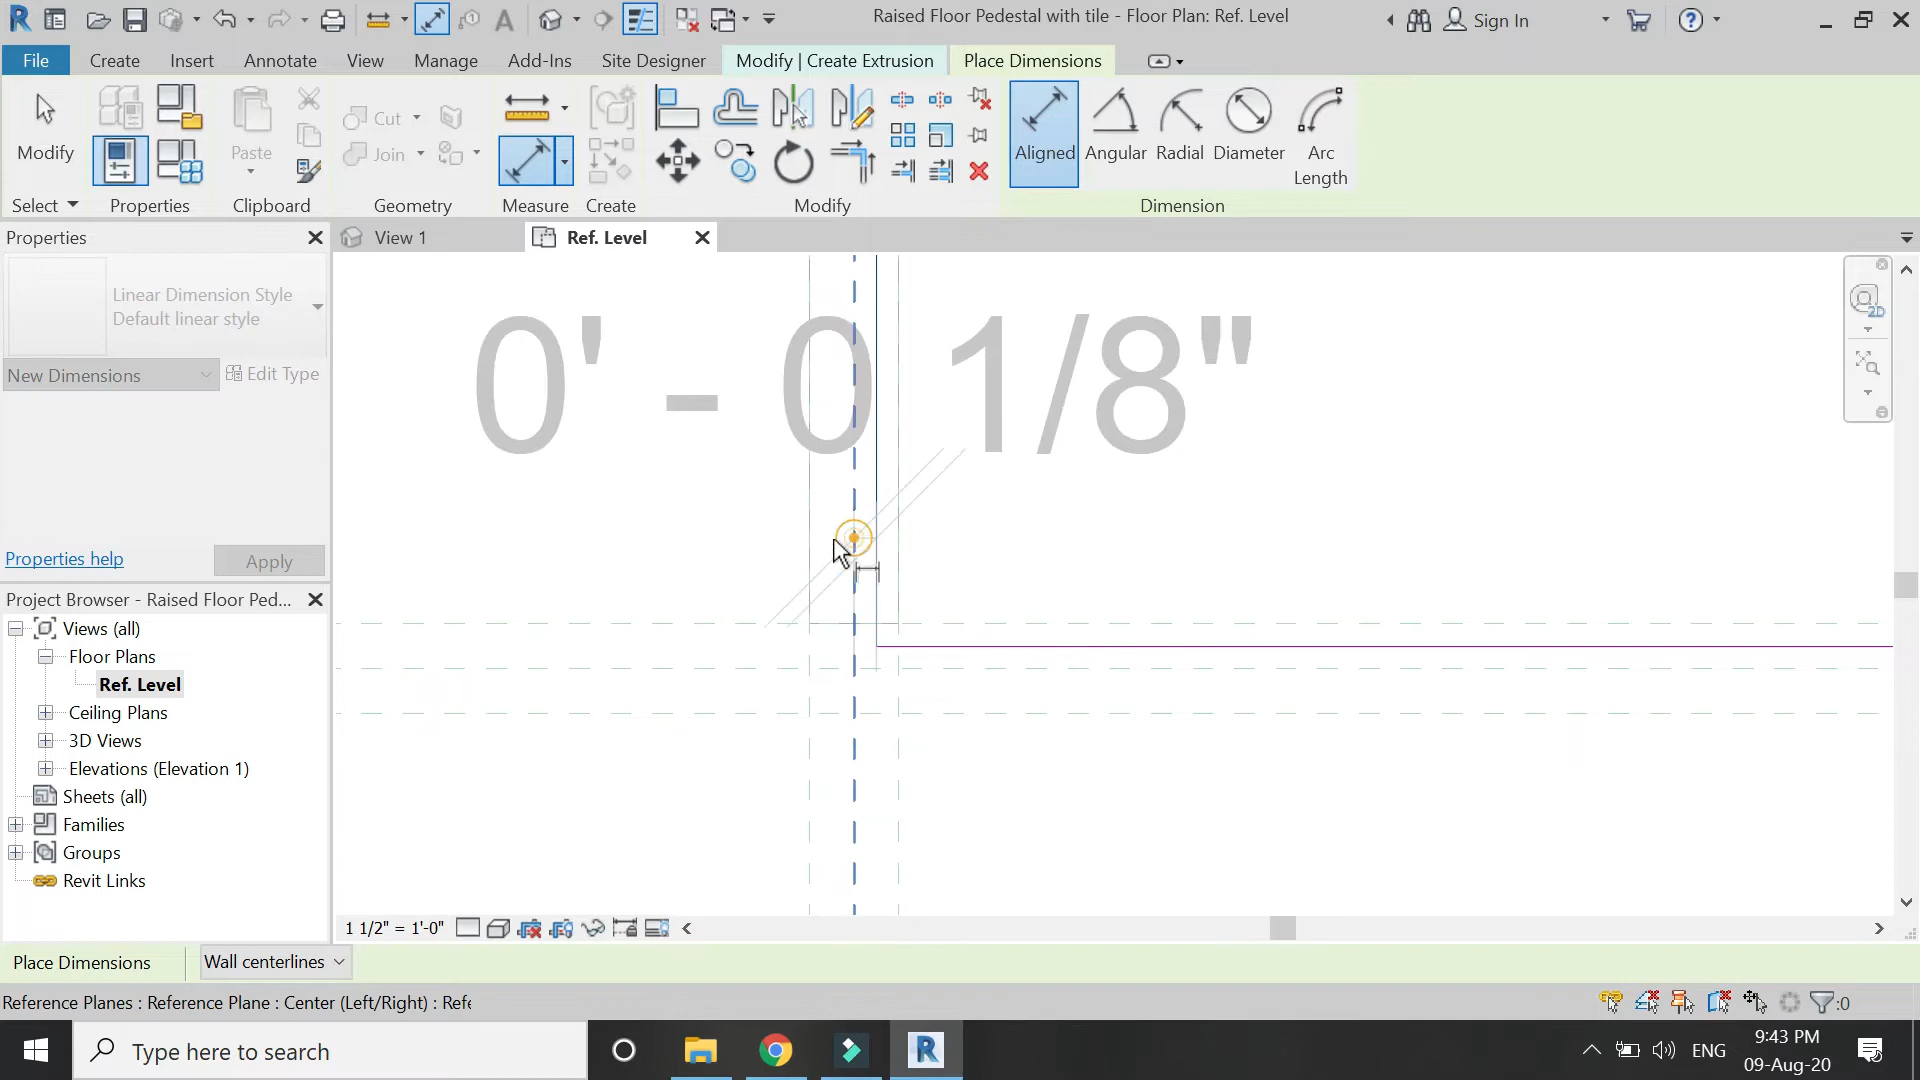 Raised Floor Pedestal with tile - Floor Plan: Ref. Level
Sign In
File
Create
Insert
Annotate
View
Manage
Add-Ins
Site Designer
Modify | Create Extrusion
Place Dimensions
Modify
Paste
Cut
Join
Aligned
Angular
Radial
Diameter
Arc
Length
Select
Properties
Clipboard
Geometry
Measure
Create
Modify
Dimension
Properties
View 1
Ref. Level
Linear Dimension Style
Default linear style
New Dimensions
Edit Type
0' - 0 1/8"
2D
Properties help
Apply
Project Browser - Raised Floor Ped...
Views (all)
Floor Plans
Ref. Level
Ceiling Plans
3D Views
Elevations (Elevation 1)
Sheets (all)
Families
Groups
Revit Links
1 1/2" = 1'-0"
Place Dimensions
Wall centerlines
Reference Planes : Reference Plane : Center (Left/Right) : Refe
:0
Type here to search
ENG
9:43 PM
09-Aug-20